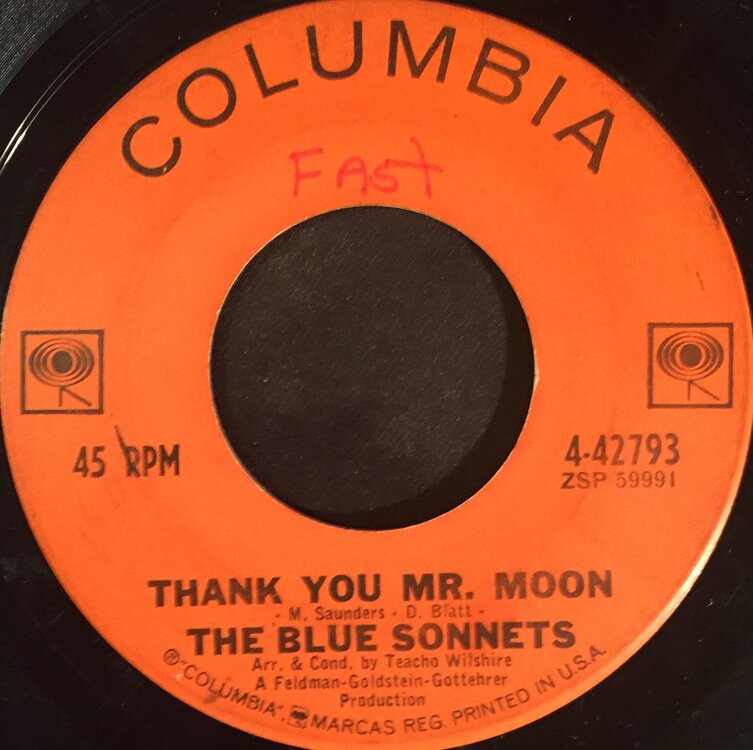 COLUMBIA
FAST
45 RPM
4-42793
ZSP 59991
THANK YOU MR. MOON
- M. Saunders - D. Blatt -
THE BLUE SONNETS
Arr. & Cond. by Teacho Wilshire
A Feldman-Goldstein-Gottehrer
Production
℗"COLUMBIA", MARCAS REG. PRINTED IN U.S.A.